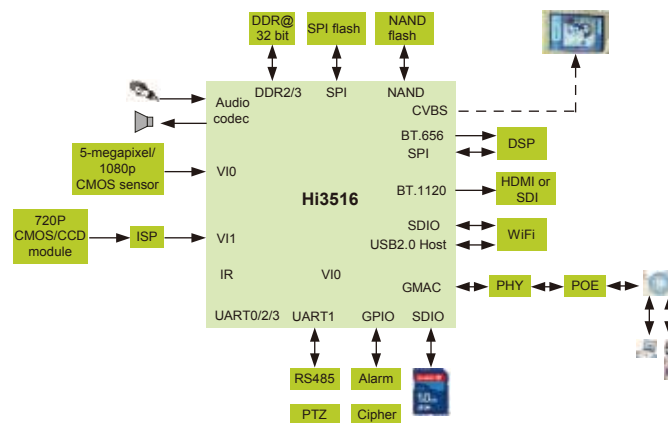 DDR@
32 bit
SPI flash
NAND
flash
DDR2/3
SPI
NAND
CVBS
Audio
codec
BT.656
SPI
DSP
5-megapixel/
1080p
CMOS sensor
VI0
BT.1120
HDMI or
SDI
Hi3516
720P
CMOS/CCD
module
ISP
VI1
SDIO
USB2.0 Host
WiFi
IR
VI0
GMAC
PHY
POE
UART0/2/3
UART1
GPIO
SDIO
RS485
Alarm
PTZ
Cipher